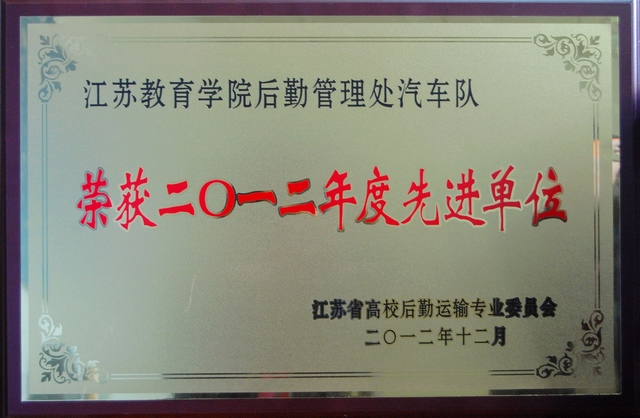 江苏教育学院后勤管理处汽车队
荣获二〇一二年度先进单位
江苏省高校后勤运输专业委员会
二〇一二年十二月